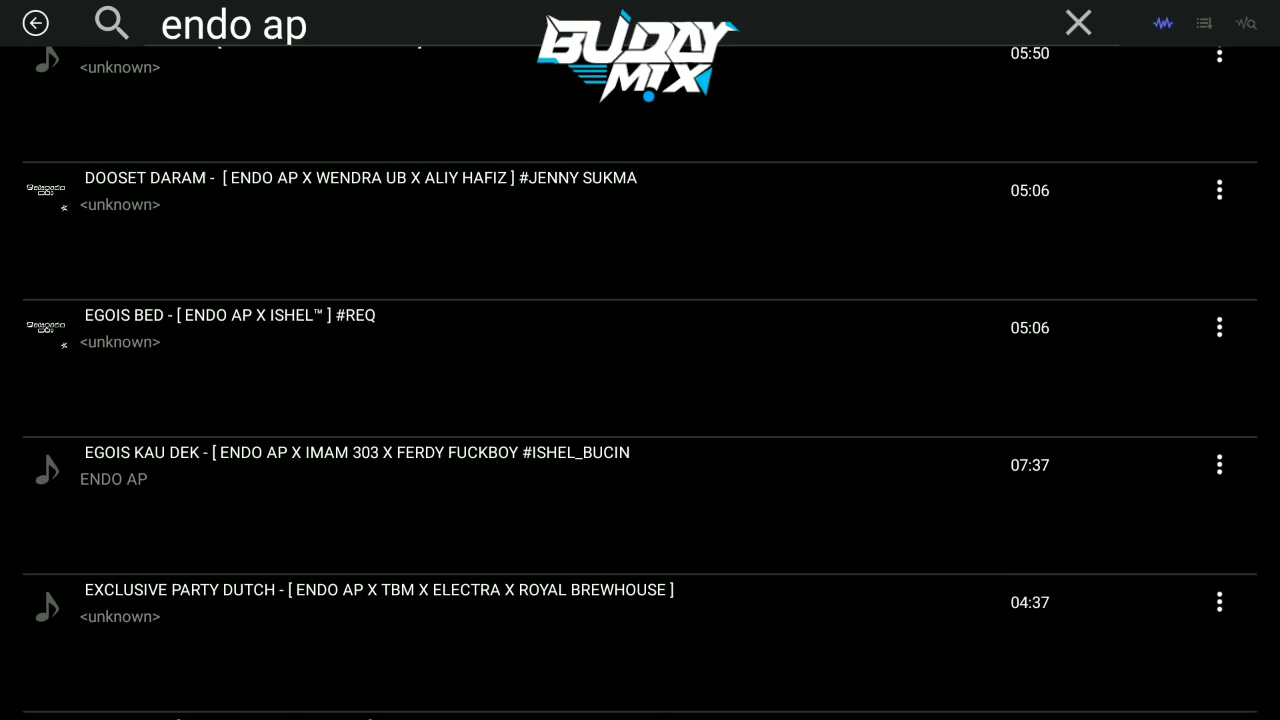 endo ap
BUDAY
MIX
05:50
<unknown>
DOOSET DARAM - [ ENDO AP X WENDRA UB X ALIY HAFIZ ] #JENNY SUKMA
05:06
<unknown>
EGOIS BED - [ ENDO AP X ISHEL™ ] #REQ
05:06
<unknown>
EGOIS KAU DEK - [ ENDO AP X IMAM 303 X FERDY FUCKBOY #ISHEL_BUCIN
07:37
ENDO AP
EXCLUSIVE PARTY DUTCH - [ ENDO AP X TBM X ELECTRA X ROYAL BREWHOUSE ]
04:37
<unknown>